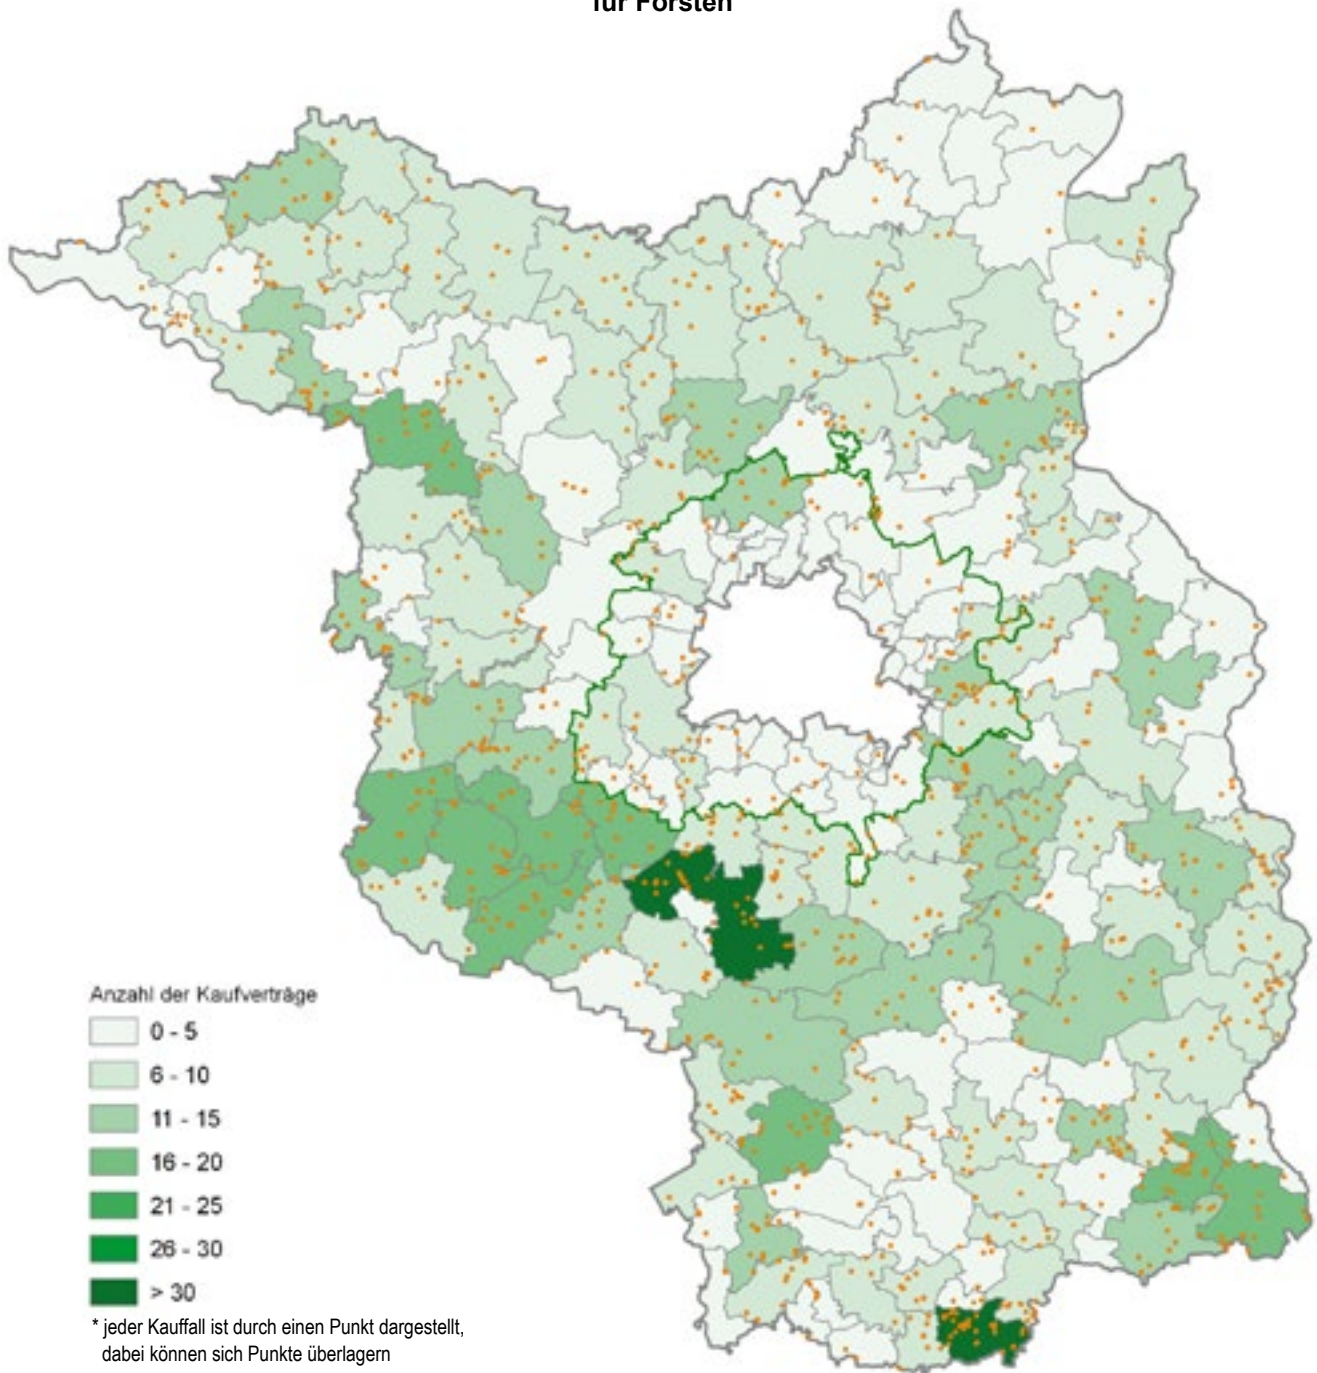 für Forsten
Anzahl der Kaufverträge
0 - 5
6 - 10
11 - 15
16 - 20
21 - 25
26 - 30
> 30
* jeder Kauffall ist durch einen Punkt dargestellt,
dabei können sich Punkte überlagern